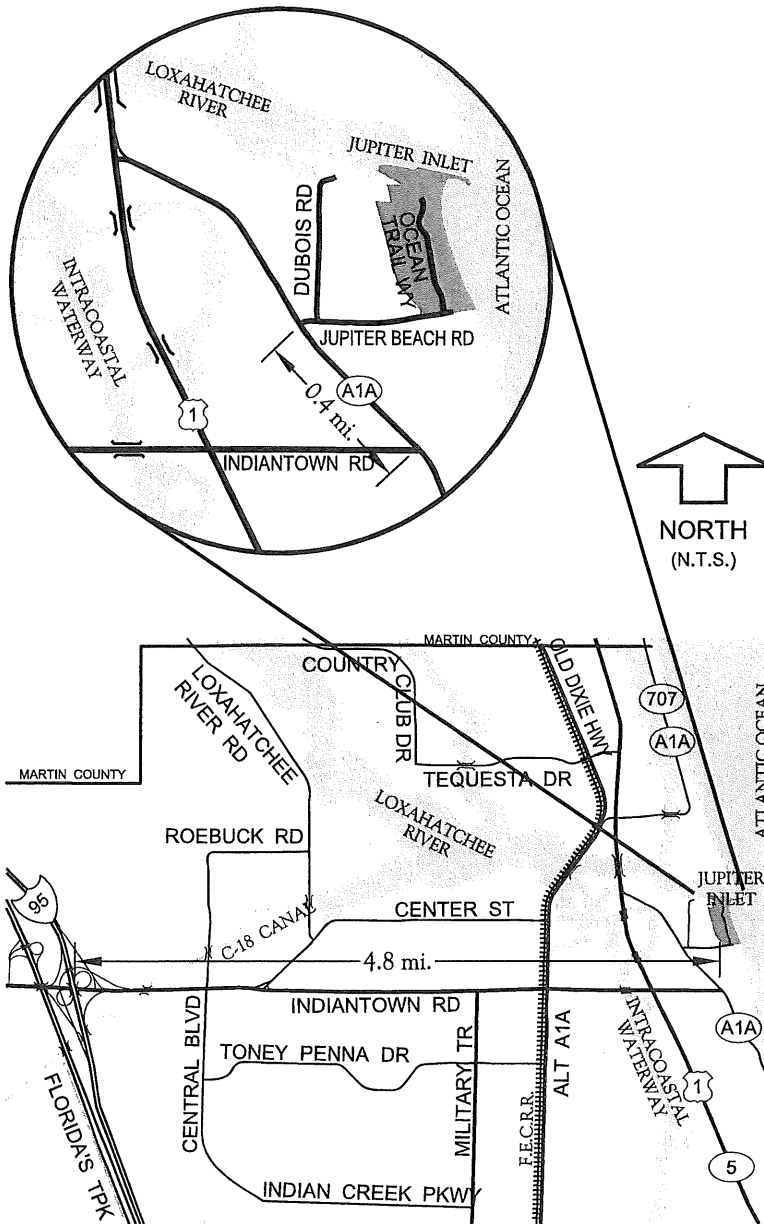 LOXAHATCHEE
RIVER
JUPITER INLET
ATLANTIC OCEAN
DUBOIS RD
OCEAN
TRAIL WY
INTRACOASTAL
WATERWAY
JUPITER BEACH RD
A1A
0.4 mi.
1
INDIANTOWN RD
NORTH
(N.T.S.)
MARTIN COUNTY
OLD DIXIE HWY
COUNTRY
CLUB DR
LOXAHATCHEE
RIVER RD
707
A1A
ATLANTIC OCEAN
MARTIN COUNTY
TEQUESTA DR
LOXAHATCHEE
RIVER
ROEBUCK RD
95
JUPITER
INLET
CENTER ST
C-18 CANAL
4.8 mi.
INDIANTOWN RD
A1A
CENTRAL BLVD
MILITARY TR
ALT A1A
INTRACOASTAL
WATERWAY
TONEY PENNA DR
1
FLORIDA'S TPK
F.E.C.R.R.
5
INDIAN CREEK PKWY